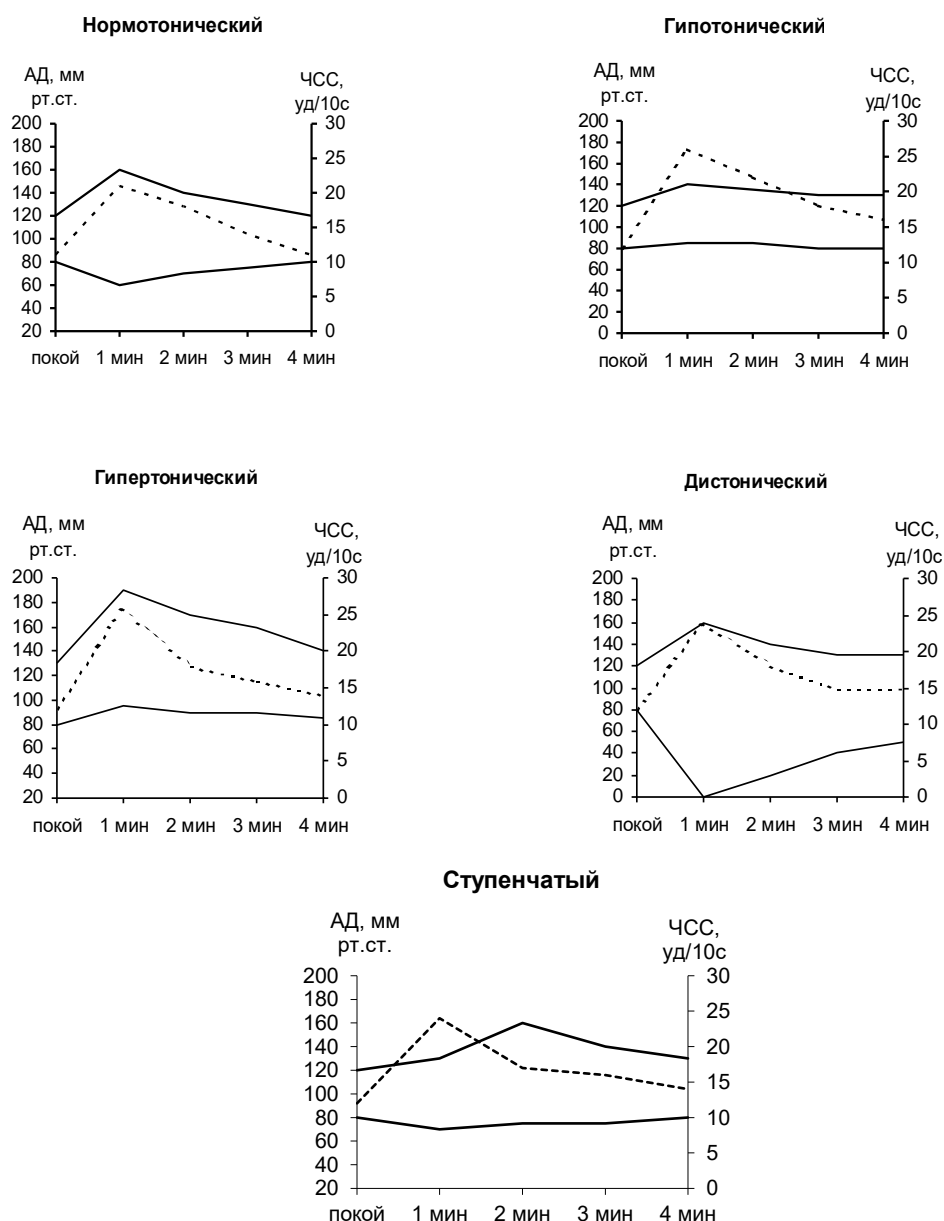 Нормотонический
АД, мм
рт.ст.
ЧСС,
уд/10с
200
180
160
140
120
100
80
60
40
20
30
25
20
15
10
5
0
покой 1 мин 2 мин 3 мин 4 мин
Гипотонический
АД, мм
рт.ст.
ЧСС,
уд/10с
200
180
160
140
120
100
80
60
40
20
0
30
25
20
15
10
5
0
покой 1 мин 2 мин 3 мин 4 мин
Гипертонический
АД, мм
рт.ст.
ЧСС,
уд/10с
200
180
160
140
120
100
80
60
40
20
30
25
20
15
10
5
0
покой 1 мин 2 мин 3 мин 4 мин
Дистонический
АД, мм
рт.ст.
ЧСС,
уд/10с
200
180
160
140
120
100
80
60
40
20
0
30
25
20
15
10
5
0
покой 1 мин 2 мин 3 мин 4 мин
Ступенчатый
АД, мм
рт.ст.
ЧСС,
уд/10с
200
180
160
140
120
100
80
60
40
20
30
25
20
15
10
5
0
покой 1 мин 2 мин 3 мин 4 мин